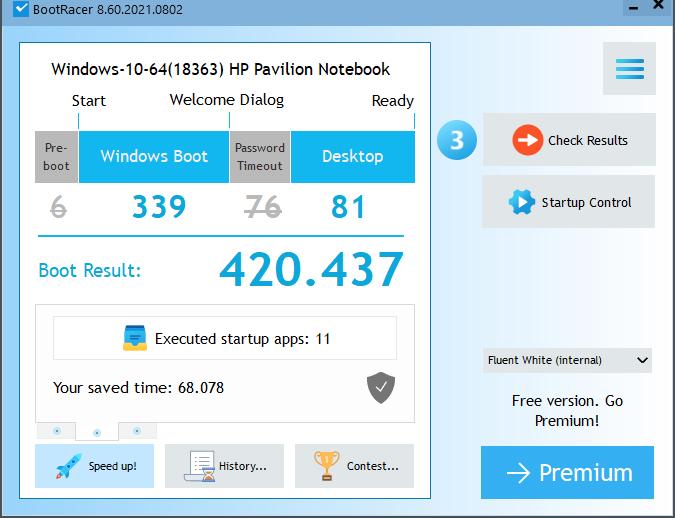 BootRacer 8.60.2021.0802
Windows-10-64(18363) HP Pavilion Notebook
Start
Welcome Dialog
Ready
Pre-
boot
Windows Boot
Password
Timeout
Desktop
6
339
76
81
Boot Result:
420.437
Executed startup apps: 11
Your saved time: 68.078
Speed up!
History...
Contest...
3
Check Results
Startup Control
Fluent White (internal)
Free version. Go
Premium!
Premium